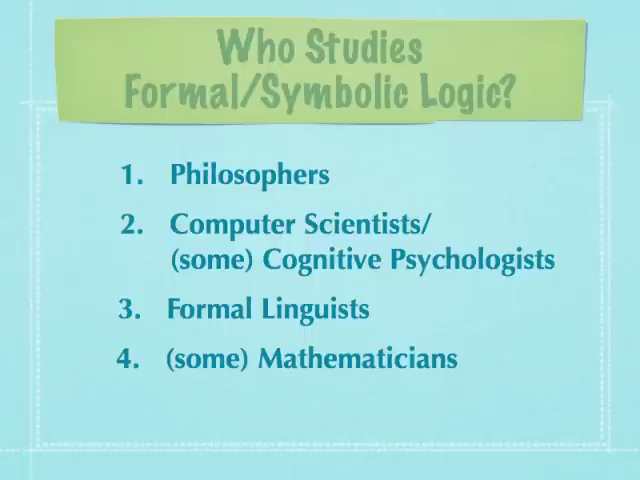 Who Studies
Formal/Symbolic Logic?
1. Philosophers
2. Computer Scientists/
(some) Cognitive Psychologists
3. Formal Linguists
4. (some) Mathematicians